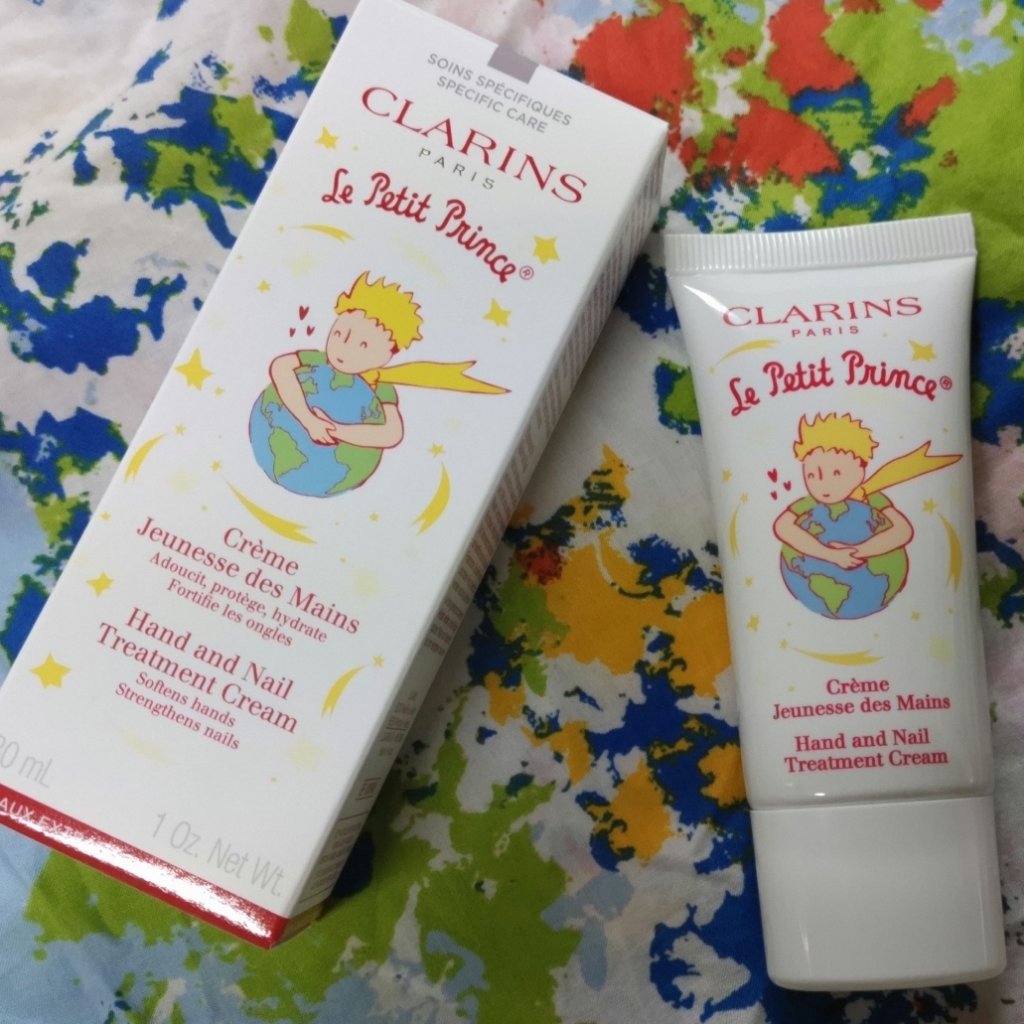 SOINS SPÉCIFIQUES
SPECIFIC CARE
CLARINS
PARIS
Le Petit Prince®
Crème
Jeunesse des Mains
Adoucit, protège, hydrate
Fortifie les ongles
Hand and Nail
Treatment Cream
Softens hands
Strengthens nails
mL
1 Oz. Net Wt.
AUX
CLARINS
PARIS
Le Petit Prince®
Crème
Jeunesse des Mains
Hand and Nail
Treatment Cream